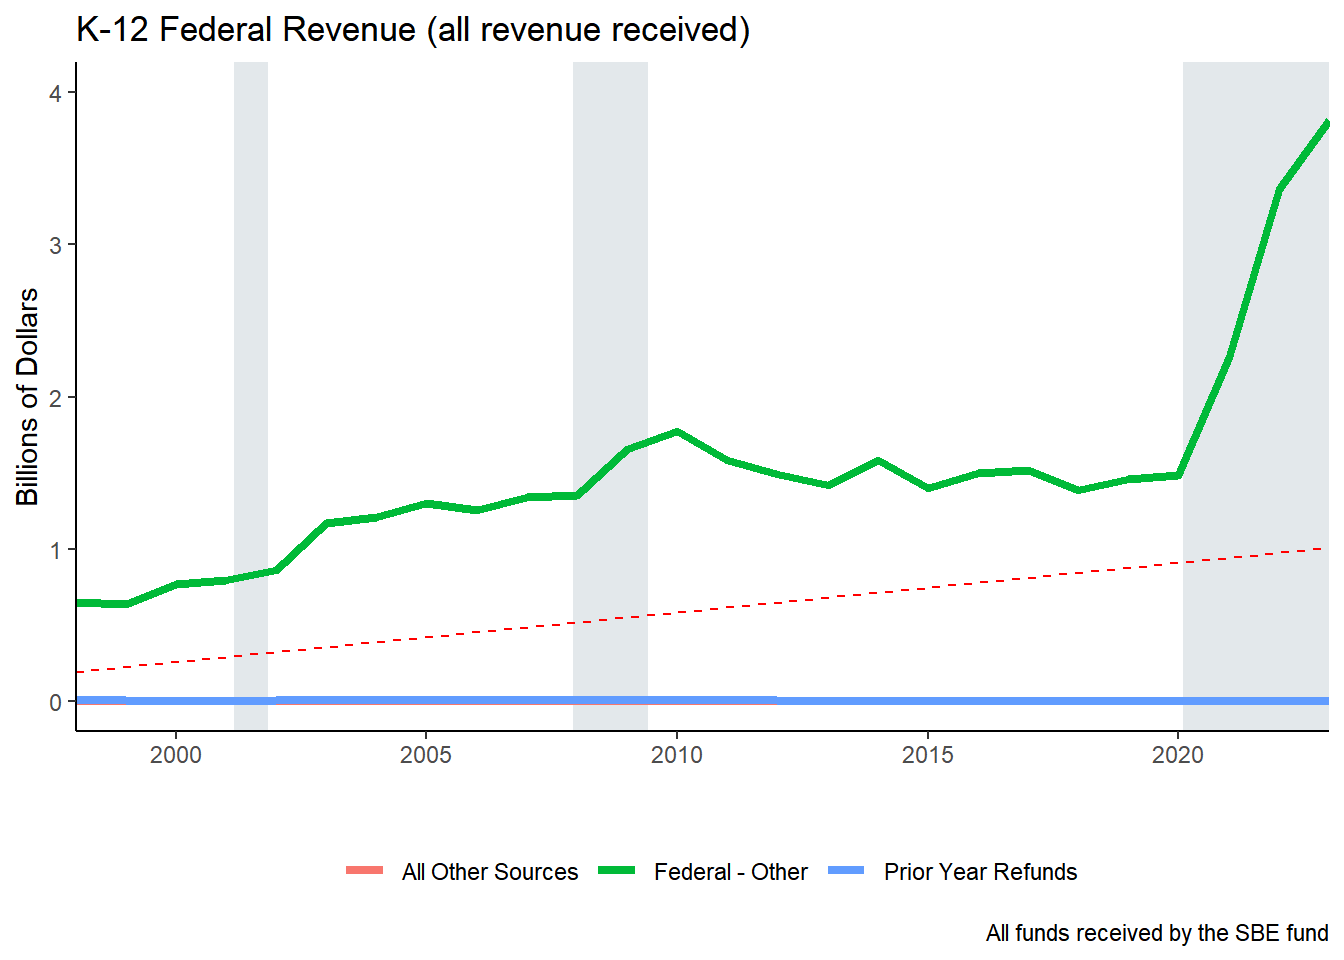 K-12 Federal Revenue (all revenue received)
Billions of Dollars
4
3
2
1
0
2000 2005 2010 2015 2020
All Other Sources Federal - Other Prior Year Refunds
All funds received by the SBE fund